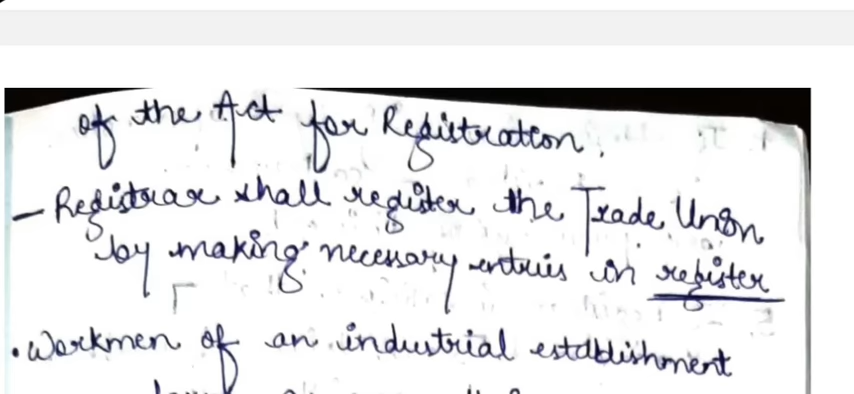 of the Act for Registration.
- Registrar shall register the Trade Union
by making necessary entries in register
• Workmen of an industrial establishment